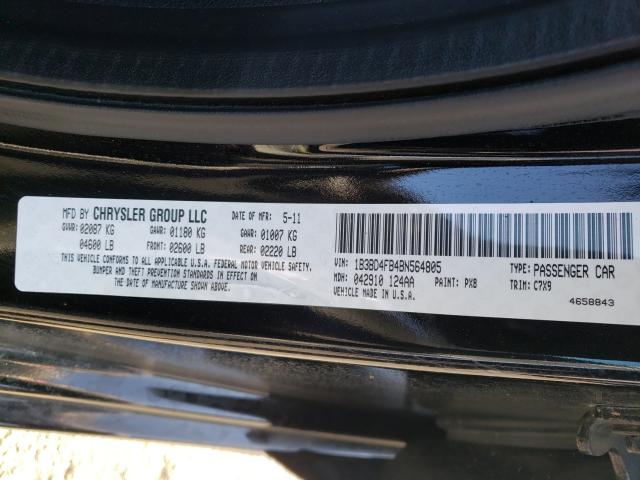 MFD BY CHRYSLER GROUP LLC DATE OF MFR: 5-11
GVWR: 02087 KG GAWR: 01180 KG GAWR: 01007 KG
04600 LB FRONT: 02600 LB REAR: 02220 LB
THIS VEHICLE CONFORMS TO ALL APPLICABLE U.S.A. FEDERAL MOTOR VEHICLE SAFETY,
BUMPER AND THEFT PREVENTION STANDARDS IN EFFECT ON
THE DATE OF MANUFACTURE SHOWN ABOVE.
VIN: 1B3BD4FB4BN564805 TYPE: PASSENGER CAR
MDH: 042910 124AA PAINT: PX8 TRIM: C7X9
VEHICLE MADE IN U.S.A.
4658843